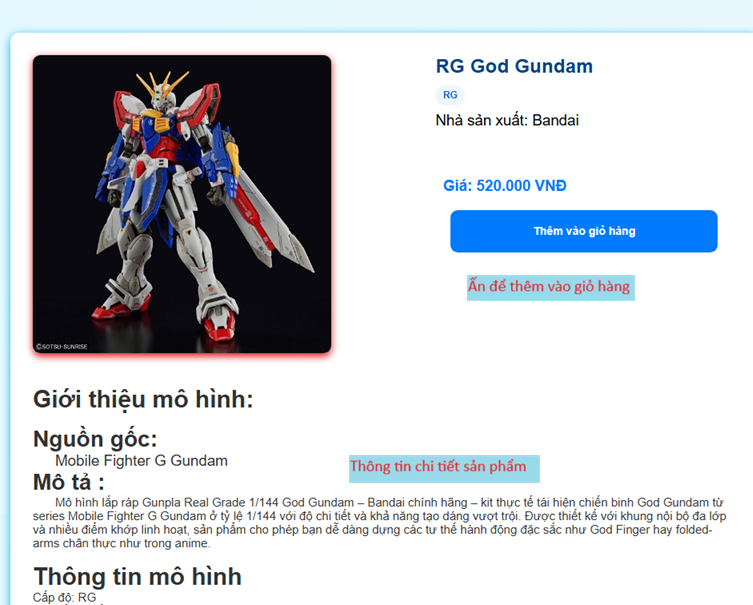 RG God Gundam
RG
Nhà sản xuất: Bandai
Giá: 520.000 VNĐ
Thêm vào giỏ hàng
Ấn để thêm vào giỏ hàng
©SOTSU･SUNRISE
Giới thiệu mô hình:
Nguồn gốc:
Mobile Fighter G Gundam
Thông tin chi tiết sản phẩm
Mô tả :
Mô hình lắp ráp Gunpla Real Grade 1/144 God Gundam – Bandai chính hãng – kit thực tế tái hiện chiến binh God Gundam từ
series Mobile Fighter G Gundam ở tỷ lệ 1/144 với độ chi tiết và khả năng tạo dáng vượt trội. Được thiết kế với khung nội bộ đa lớp
và nhiều điểm khớp linh hoạt, sản phẩm cho phép bạn dễ dàng dựng các tư thế hành động đặc sắc như God Finger hay folded-
arms chân thực như trong anime.
Thông tin mô hình
Cấp độ: RG